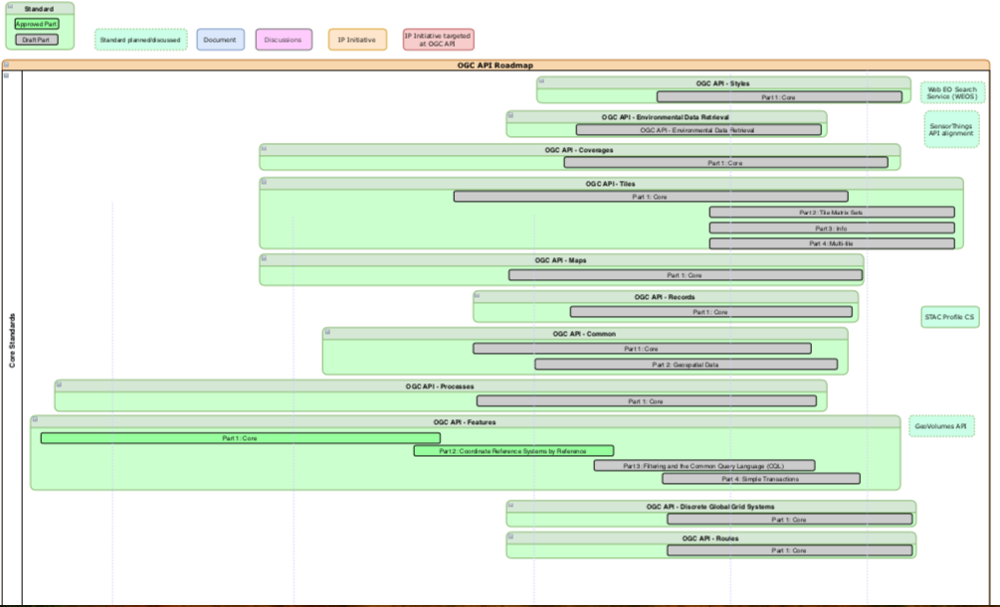 Standard
Approved Part
Draft Part
Standard planned/discussed
Document
Discussions
IP Initiative
IP Initiative targeted
at OGC API
OGC API Roadmap
Core Standards
OGC API - Styles
Part 1: Core
Web EO Search
Service (WEOS)
OGC API - Environmental Data Retrieval
OGC API - Environmental Data Retrieval
SensorThings
API alignment
OGC API - Coverages
Part 1: Core
OGC API - Tiles
Part 1: Core
Part 2: Tile Matrix Sets
Part 3: Info
Part 4: Multi-tile
OGC API - Maps
Part 1: Core
OGC API - Records
Part 1: Core
STAC Profile CS
OGC API - Common
Part 1: Core
Part 2: Geospatial Data
OGC API - Processes
Part 1: Core
OGC API - Features
GeoVolumes API
Part 1: Core
Part 2: Coordinate Reference Systems by Reference
Part 3: Filtering and the Common Query Language (CQL)
Part 4: Simple Transactions
OGC API - Discrete Global Grid Systems
Part 1: Core
OGC API - Routes
Part 1: Core